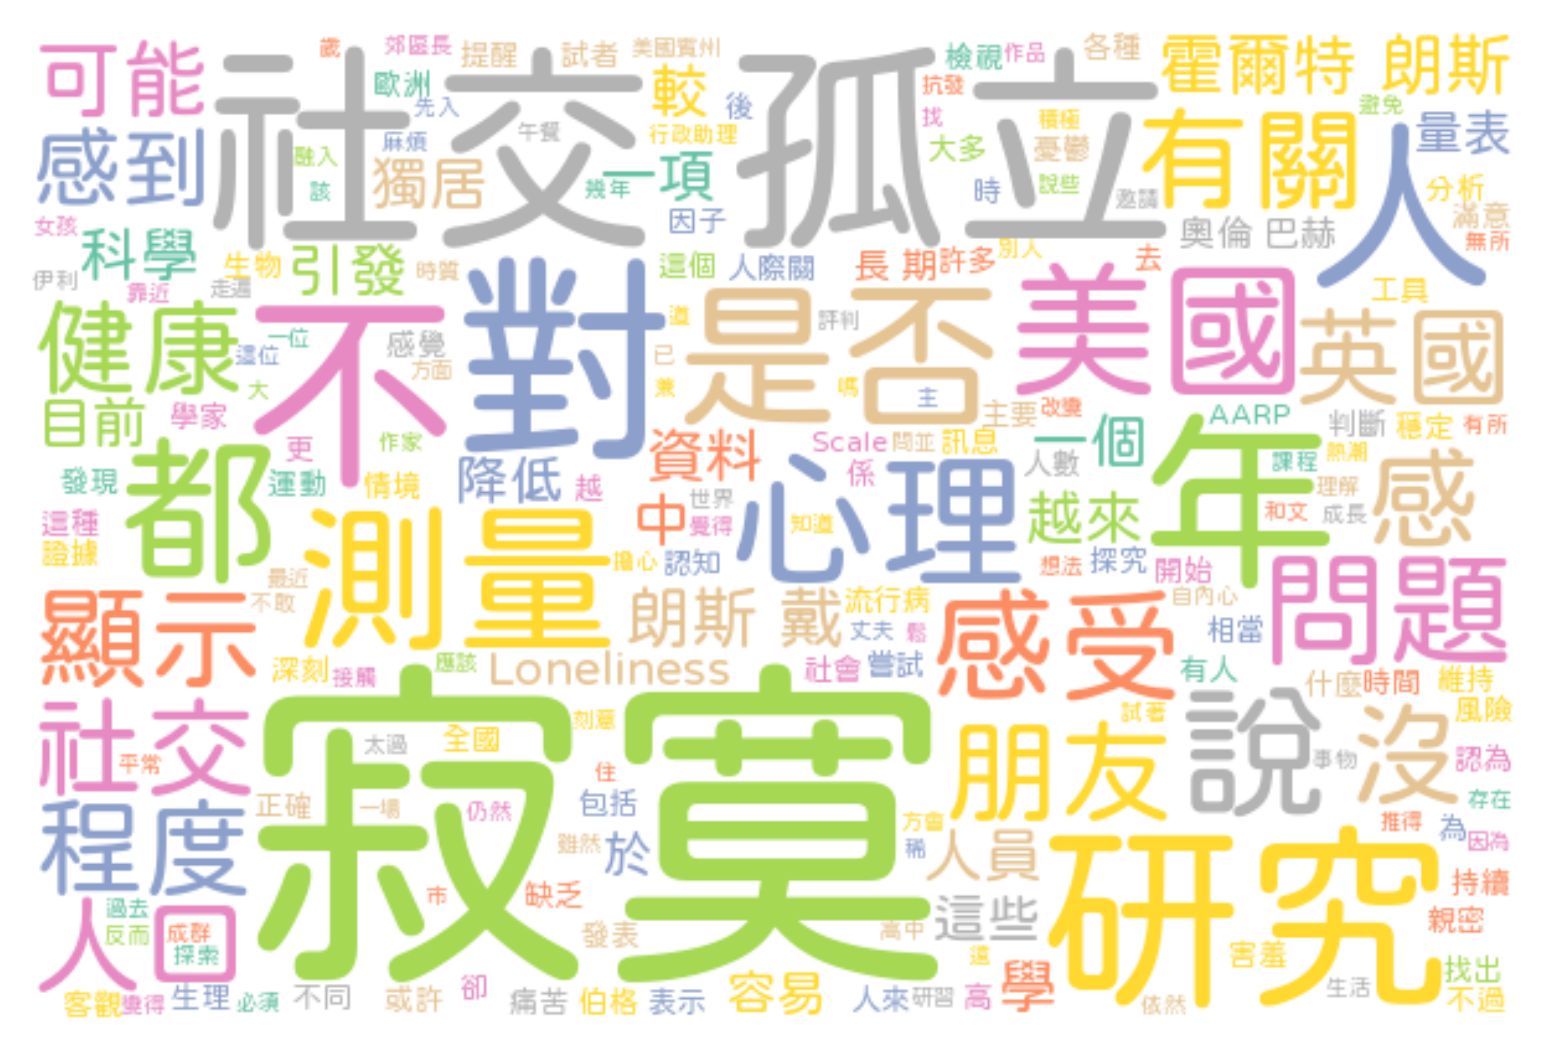 可能
社交
孤立
歲
郊區長
提醒
試者
美國賓州
較
檢視
作品
各種
霍爾特 朗斯
歐洲
先入
後
抗發
找
避免
感到
麻煩
午餐
行政助理
積極
有關
人
量表
融入
獨居
一項
大多
憂鬱
該
幾年
時
說些
邀請
分析
女孩
科學
因子
奧倫 巴赫
滿意
無所
伊利
生物
引發
時質
這個
人際關
長 期
許多
別人
去
靠近
走遍
健康
不
對
是否
美國
英國
工具
道
評判
一位
這位
感覺
方面
已
大
兼
嗎
主
主要
改變
目前
學家
更
作家
資料
Scale
問並
訊息
一個
AARP
判斷
穩定
有所
都
年
熱潮
發現
運動
情境
降低
越
世界
心理
係
人數
課程
感
這種
測量
中
覺得
知道
越來
理解
和文
成長
證據
擔心
認知
想法
探究
開始
問題
最近
不敢
顯示
朗斯 戴
流行病
感受
自內心
丈夫
鬆
相當
深刻
接觸
應該
Loneliness
社會
嘗試
有人
什麼
時間
維持
社交
寂寞
刻意
朋友
試著
說
沒
風險
平常
太過
全國
事物
認為
程度
正確
一場
仍然
住
包括
存在
方會
推得
為
因為
雖然
於
稀
人員
研究
人口
過去
反而
成群
探索
市
缺乏
發表
高中
這些
持續
親密
這
害羞
找出
客觀
變得
生理
必須
不同
或許
卻
痛苦
伯格
表示
容易
人來
研習
高
學
依然
生活
不過